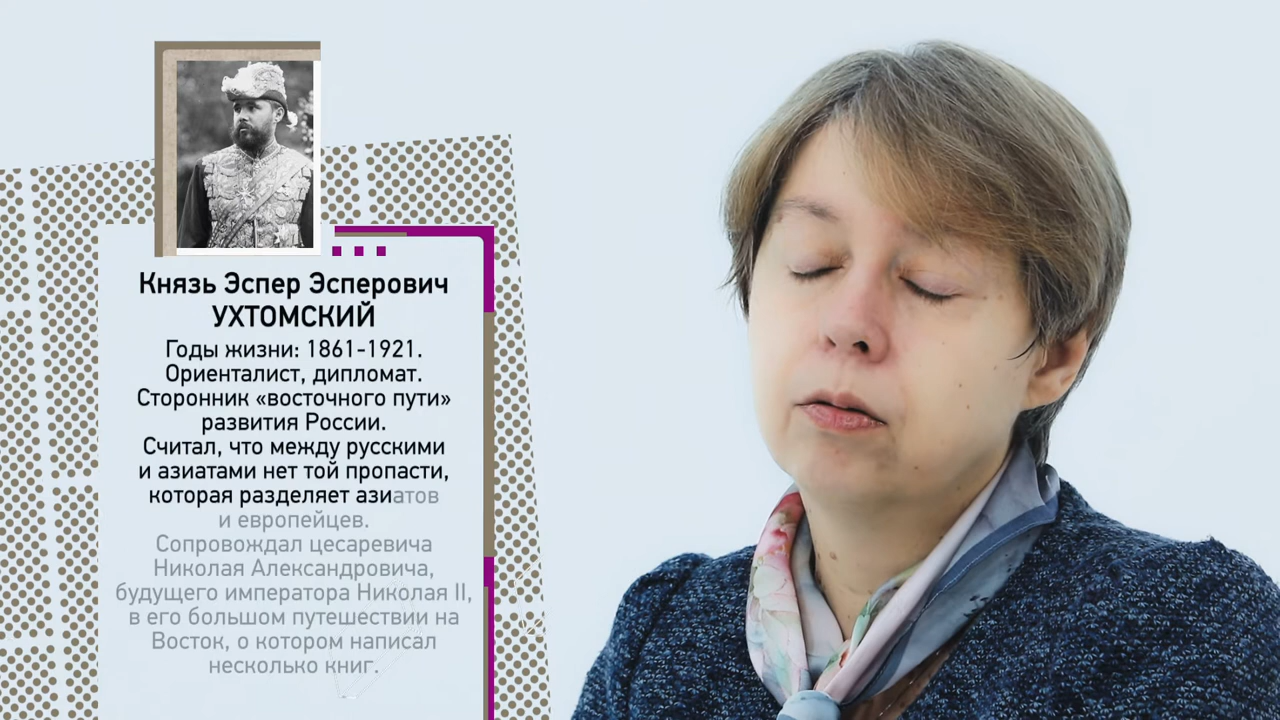 Князь Эспер Эсперович
УХТОМСКИЙ
Годы жизни: 1861-1921.
Ориенталист, дипломат.
Сторонник «восточного пути»
развития России.
Считал, что между русскими
и азиатами нет той пропасти,
которая разделяет азиатов
и европейцев.
Сопровождал цесаревича
Николая Александровича,
будущего императора Николая II,
в его большом путешествии на
Восток, о котором написал
несколько книг.